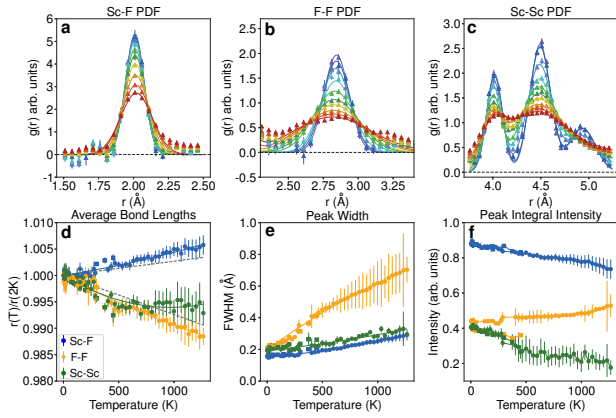 Sc-F PDF
F-F PDF
Sc-Sc PDF
a
b
c
g(r) (arb. units)
6
5
4
3
2
1
0
−1
g(r) (arb. units)
2.5
2.0
1.5
1.0
0.5
0.0
−0.5
g(r) (arb. units)
3.0
2.5
2.0
1.5
1.0
0.5
0.0
1.50 1.75 2.00 2.25 2.50
2.50 2.75 3.00 3.25
4.0 4.5 5.0
r (Å)
r (Å)
r (Å)
Average Bond Lengths
Peak Width
Peak Integral Intensity
d
e
f
r(T)/r(2K)
1.010
1.005
1.000
0.995
0.990
0.985
0.980
FWHM (Å)
1.0
0.8
0.6
0.4
0.2
0.0
Intensity (arb. units)
1.0
0.8
0.6
0.4
0.2
Sc-F
F-F
Sc-Sc
0 500 1000
0 500 1000
0 500 1000
Temperature (K)
Temperature (K)
Temperature (K)